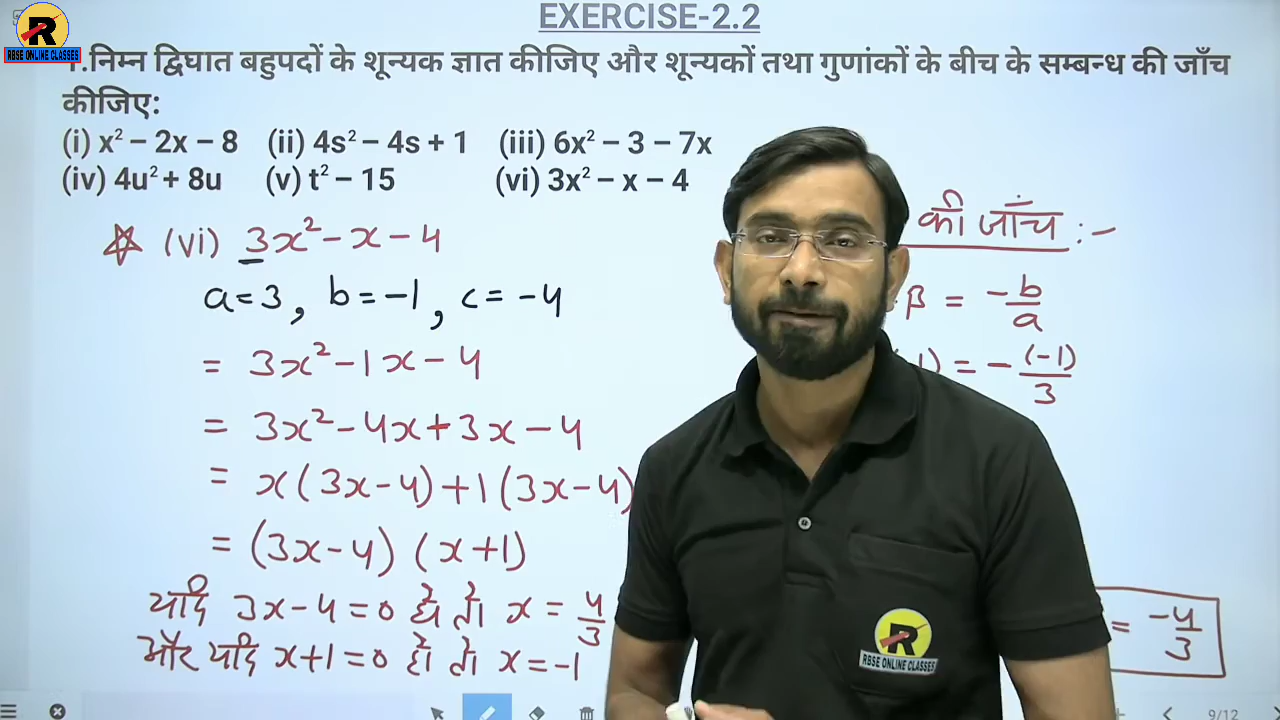 R
RBSE ONLINE CLASSES
EXERCISE-2.2
1.निम्न द्विघात बहुपदों के शून्यक ज्ञात कीजिए और शून्यकों तथा गुणांकों के बीच के सम्बन्ध की जाँच
कीजिए:
(i) x² – 2x – 8 (ii) 4s² – 4s + 1 (iii) 6x² – 3 – 7x
(iv) 4u² + 8u (v) t² – 15 (vi) 3x² – x – 4
(vi) 3x² - x - 4
की जाँच :-
a = 3, b = -1, c = -4
β = -b/a
= 3x² - 1x - 4
1) = -(-1)/3
= 3x² - 4x + 3x - 4
= x(3x - 4) + 1(3x - 4)
= (3x - 4) (x + 1)
यदि 3x - 4 = 0 हो तो x = 4/3
= -4/3
और यदि x + 1 = 0 हो तो x = -1
R
RBSE ONLINE CLASSES
9/12